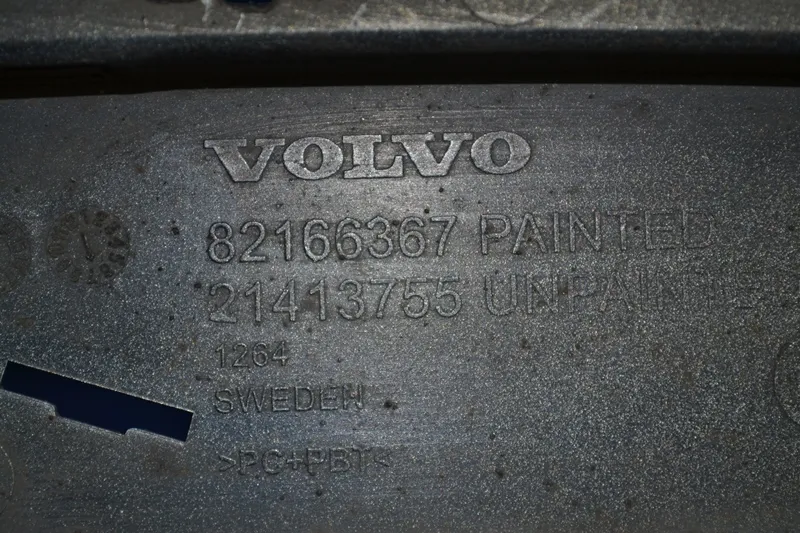 VOLVO
82166367 PAINTED
21413755 UNPAINTED
1264
SWEDEN
>PC+PBT<